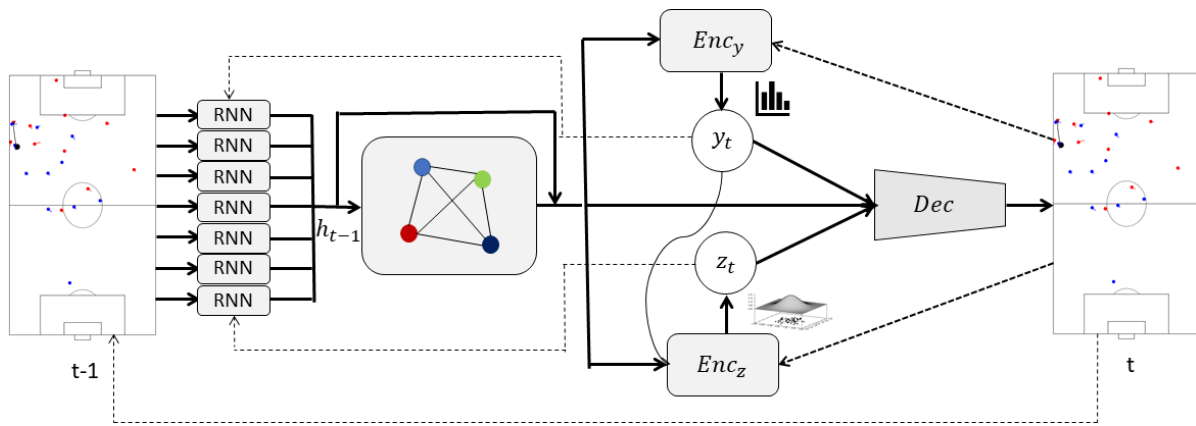 RNN
RNN
RNN
RNN
RNN
RNN
RNN
t-1
h_{t-1}
Enc_y
y_t
z_t
Enc_z
Dec
t